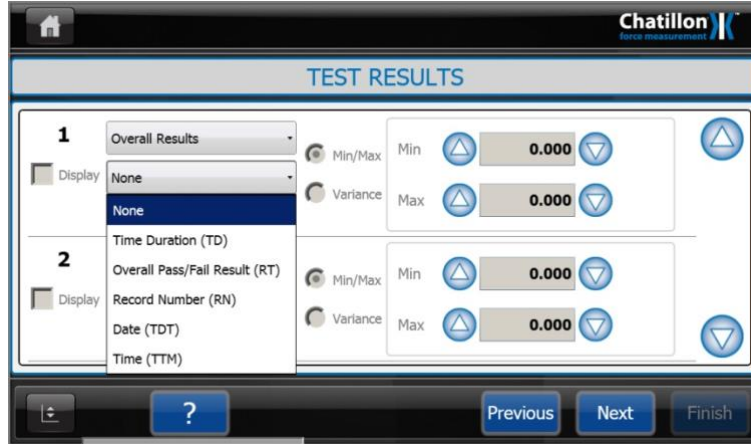 Chatillon
force measurement
TEST RESULTS
1
Overall Results
Display
None
None
Time Duration (TD)
Overall Pass/Fail Result (RT)
Record Number (RN)
Date (TDT)
Time (TTM)
Min/Max
Variance
Min
0.000
Max
0.000
2
Display
Min/Max
Variance
Min
0.000
Max
0.000
?
Previous
Next
Finish